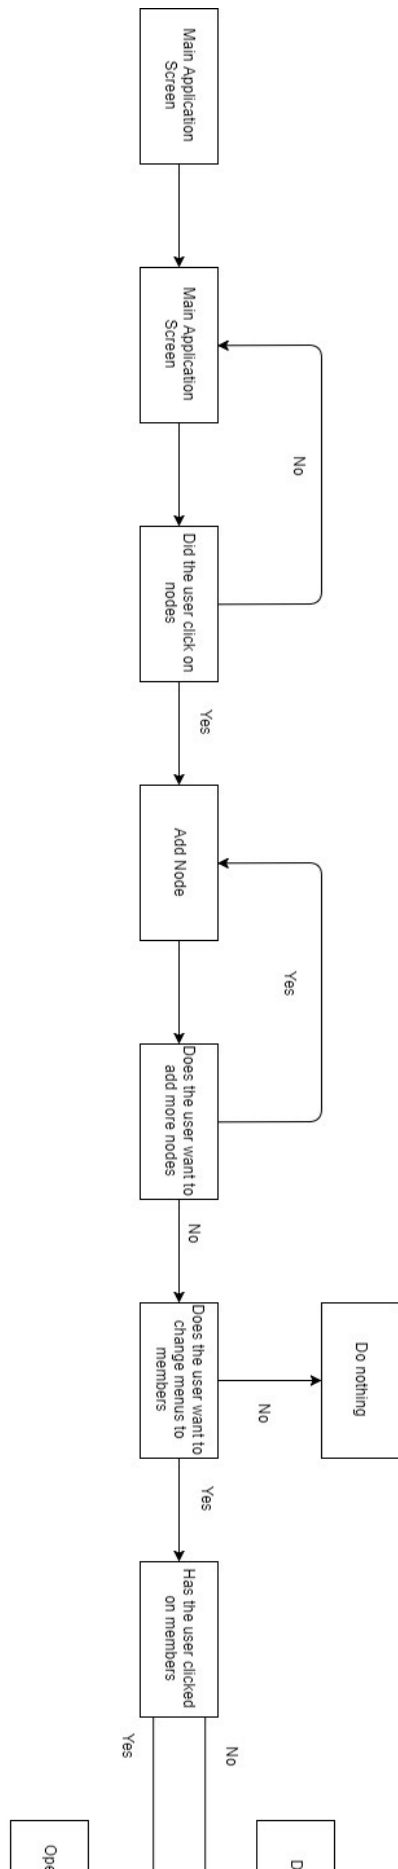 Main Application
Screen
Main Application
Screen
No
Did the user click on
nodes
Yes
Add Node
Yes
Does the user want to
add more nodes
No
Does the user want to
change menus to
members
No
Do nothing
Yes
Has the user clicked
on members
Yes
No
Ope
D